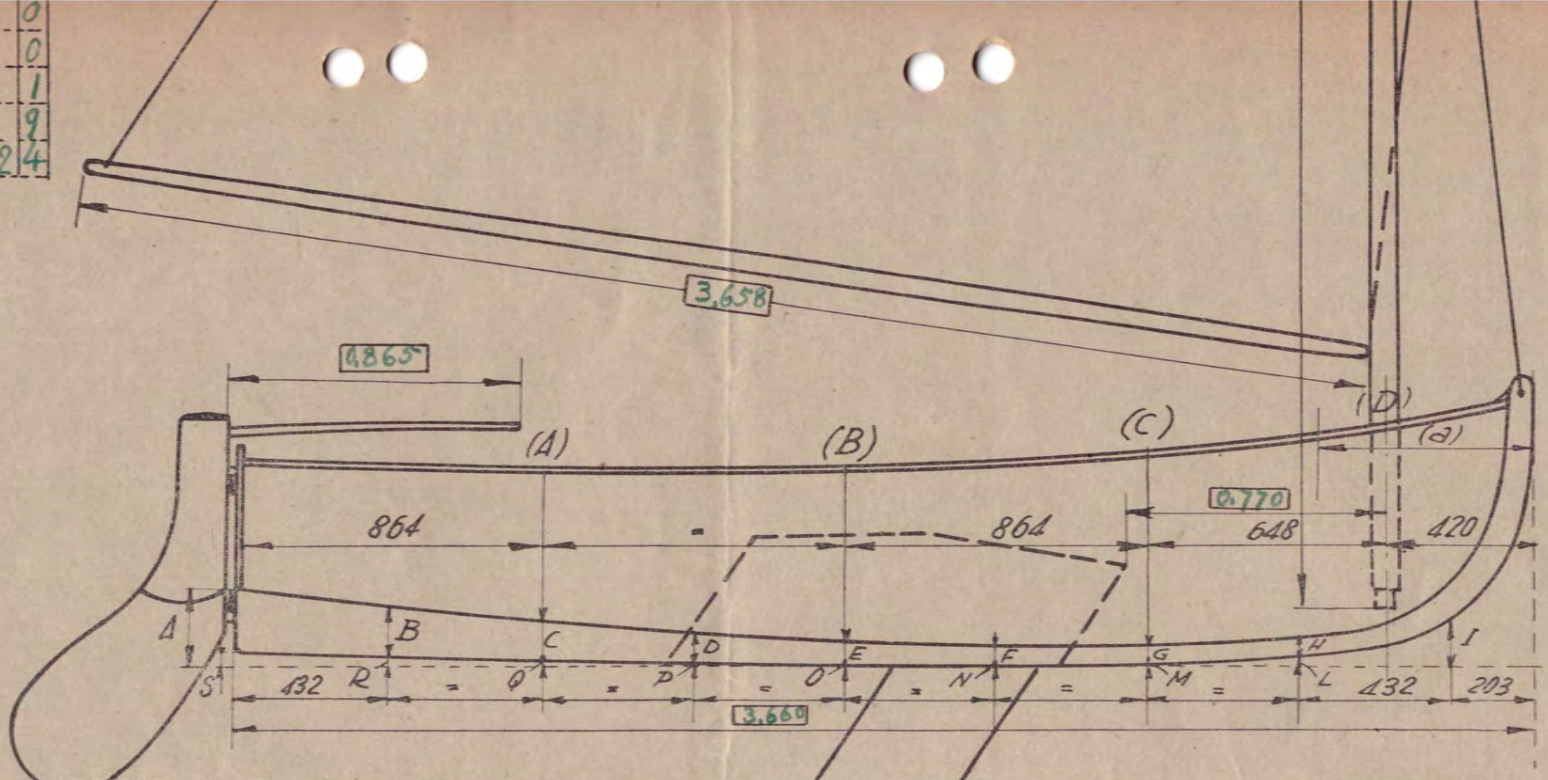 0
0
1
9
24
3,658
0,865
(A)
(B)
(C)
(D)
(a)
0.770
864
=
864
648
420
A
B
C
D
E
F
G
H
I
S
R
Q
P
O
N
M
L
432
=
=
=
=
=
=
432
203
3.660